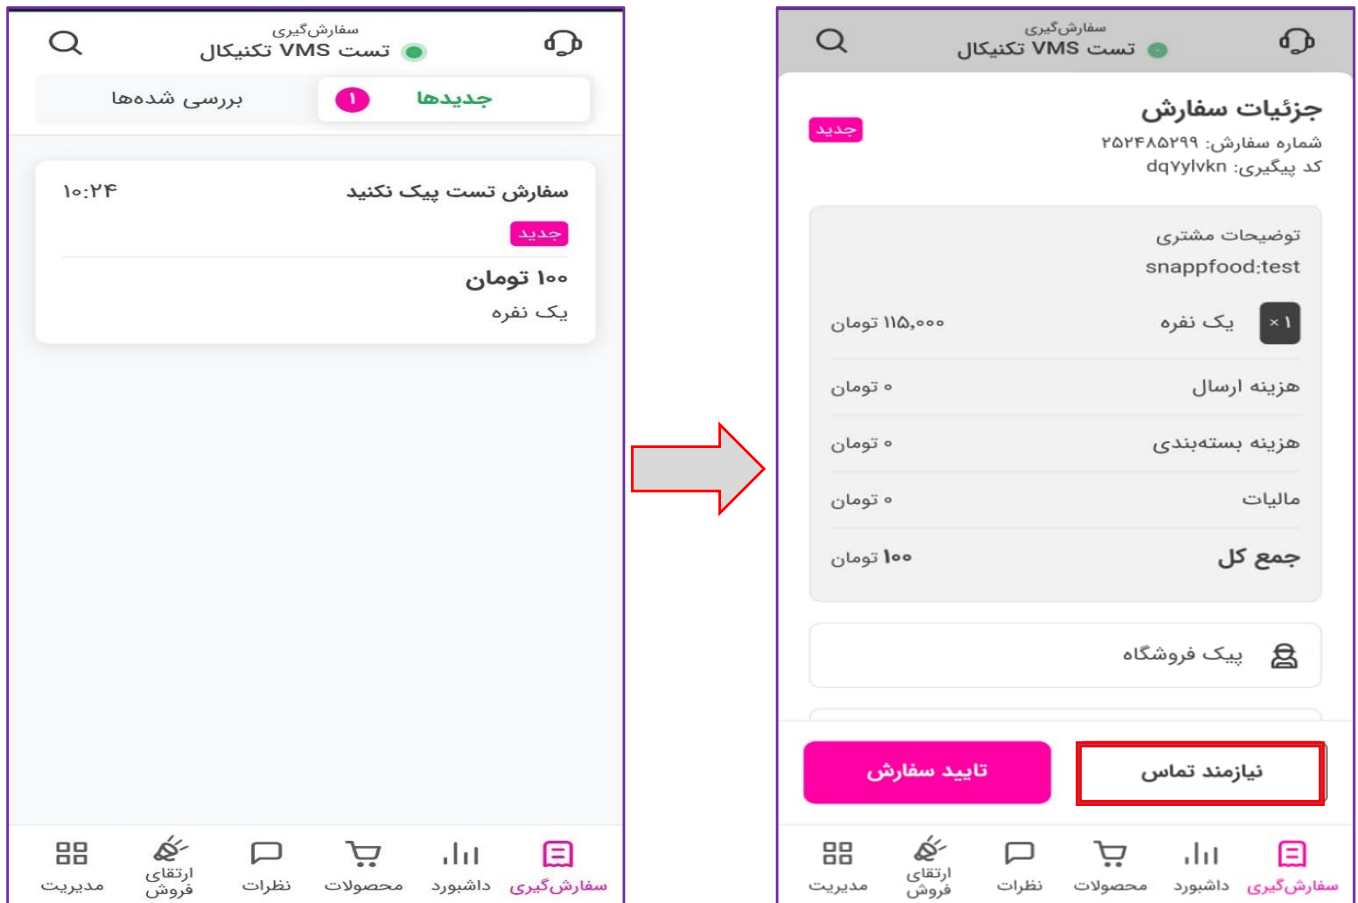 سفارش‌گیری
تست VMS تکنیکال
جدیدها ۱
بررسی شده‌ها
سفارش تست پیک نکنید ۱۰:۲۴
جدید
۱۰۰ تومان
یک نفره
سفارش‌گیری
داشبورد
محصولات
نظرات
ارتقای
فروش
مدیریت
سفارش‌گیری
تست VMS تکنیکال
جزئیات سفارش
جدید
شماره سفارش: ۲۵۲۴۸۵۲۹۹
کد پیگیری: dq۷ylvkn
توضیحات مشتری
snappfood:test
۱ × یک نفره ۱۱۵,۰۰۰ تومان
هزینه ارسال ۰ تومان
هزینه بسته‌بندی ۰ تومان
مالیات ۰ تومان
جمع کل ۱۰۰ تومان
پیک فروشگاه
نیازمند تماس
تایید سفارش
سفارش‌گیری
داشبورد
محصولات
نظرات
ارتقای
فروش
مدیریت